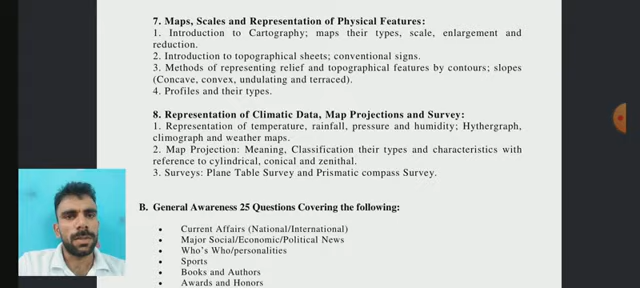 7. Maps, Scales and Representation of Physical Features:
1. Introduction to Cartography; maps their types, scale, enlargement and
reduction.
2. Introduction to topographical sheets; conventional signs.
3. Methods of representing relief and topographical features by contours; slopes
(Concave, convex, undulating and terraced).
4. Profiles and their types.
8. Representation of Climatic Data, Map Projections and Survey:
1. Representation of temperature, rainfall, pressure and humidity; Hythergraph,
climograph and weather maps.
2. Map Projection: Meaning, Classification their types and characteristics with
reference to cylindrical, conical and zenithal.
3. Surveys: Plane Table Survey and Prismatic compass Survey.
B. General Awareness 25 Questions Covering the following:
• Current Affairs (National/International)
• Major Social/Economic/Political News
• Who's Who/personalities
• Sports
• Books and Authors
• Awards and Honors